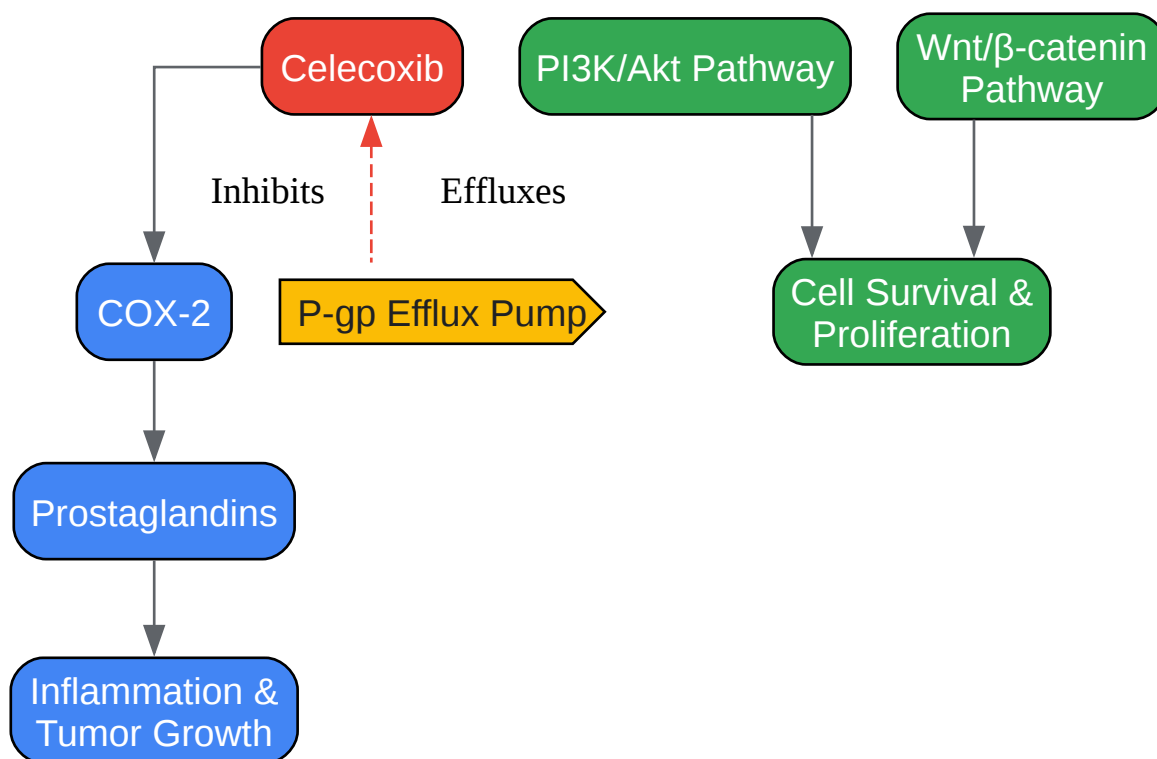 Celecoxib
PI3K/Akt Pathway
Wnt/β-catenin
Pathway
Inhibits
Effluxes
COX-2
P-gp Efflux Pump
Cell Survival &
Proliferation
Prostaglandins
Inflammation &
Tumor Growth